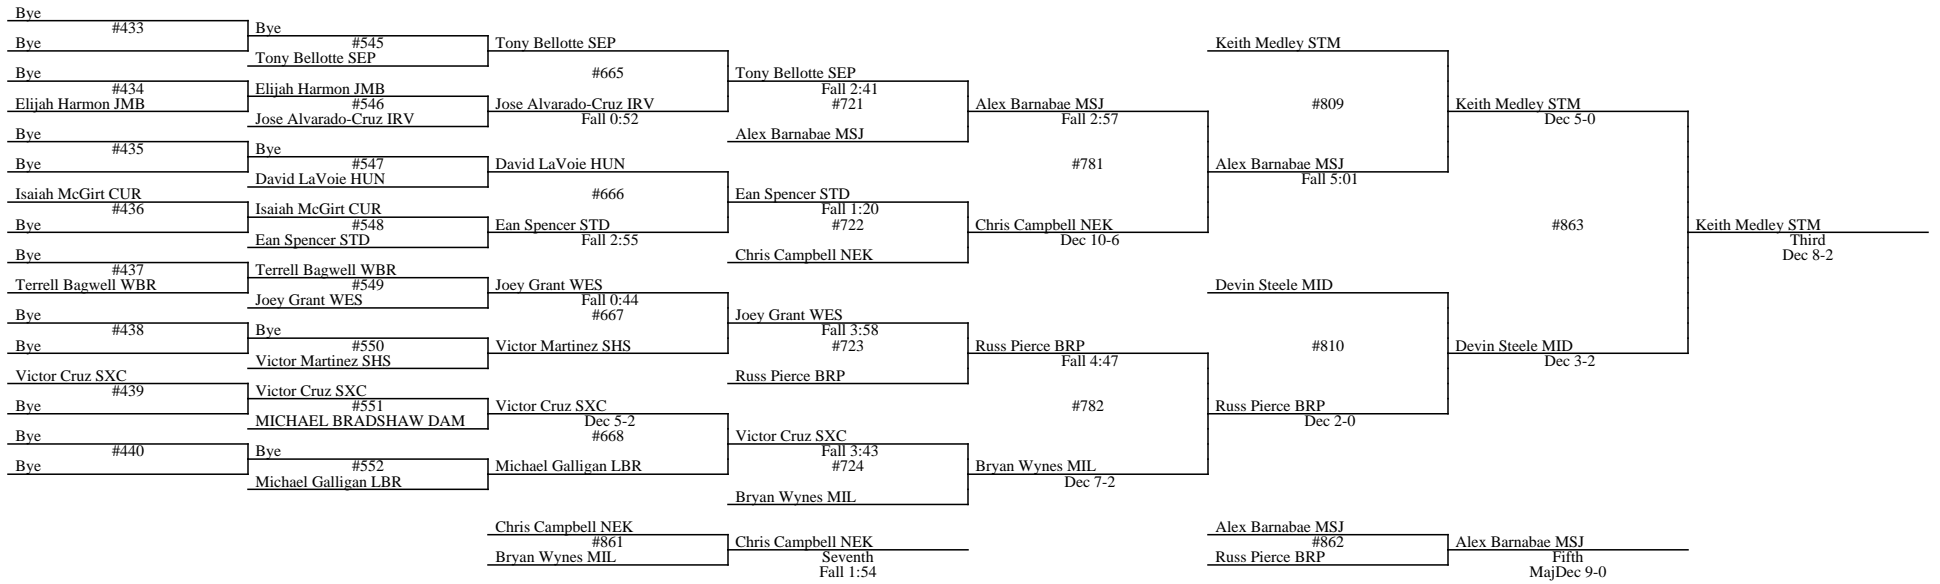 Bye
#433
Bye
Bye
#434
Elijah Harmon JMB
Bye
#435
Bye
Isaiah McGirt CUR
#436
Bye
Bye
#437
Terrell Bagwell WBR
Bye
#438
Bye
Victor Cruz SXC
#439
Bye
Bye
#440
Bye
Bye
#545
Tony Bellotte SEP
Elijah Harmon JMB
#546
Jose Alvarado-Cruz IRV
Bye
#547
David LaVoie HUN
Isaiah McGirt CUR
#548
Ean Spencer STD
Terrell Bagwell WBR
#549
Joey Grant WES
Bye
#550
Victor Martinez SHS
Victor Cruz SXC
#551
MICHAEL BRADSHAW DAM
Bye
#552
Michael Galligan LBR
Tony Bellotte SEP
#665
Jose Alvarado-Cruz IRV
Fall 0:52
David LaVoie HUN
#666
Ean Spencer STD
Fall 2:55
Joey Grant WES
Fall 0:44
#667
Victor Martinez SHS
Victor Cruz SXC
Dec 5-2
#668
Michael Galligan LBR
Tony Bellotte SEP
Fall 2:41
#721
Alex Barnabae MSJ
Ean Spencer STD
Fall 1:20
#722
Chris Campbell NEK
Joey Grant WES
Fall 3:58
#723
Russ Pierce BRP
Victor Cruz SXC
Fall 3:43
#724
Bryan Wynes MIL
Alex Barnabae MSJ
Fall 2:57
#781
Chris Campbell NEK
Dec 10-6
Russ Pierce BRP
Fall 4:47
#782
Bryan Wynes MIL
Dec 7-2
Keith Medley STM
#809
Alex Barnabae MSJ
Fall 5:01
Devin Steele MID
#810
Russ Pierce BRP
Dec 2-0
Keith Medley STM
Dec 5-0
#863
Devin Steele MID
Dec 3-2
Keith Medley STM
Third
Dec 8-2
Chris Campbell NEK
#861
Bryan Wynes MIL
Chris Campbell NEK
Seventh
Fall 1:54
Alex Barnabae MSJ
#862
Russ Pierce BRP
Alex Barnabae MSJ
Fifth
MajDec 9-0